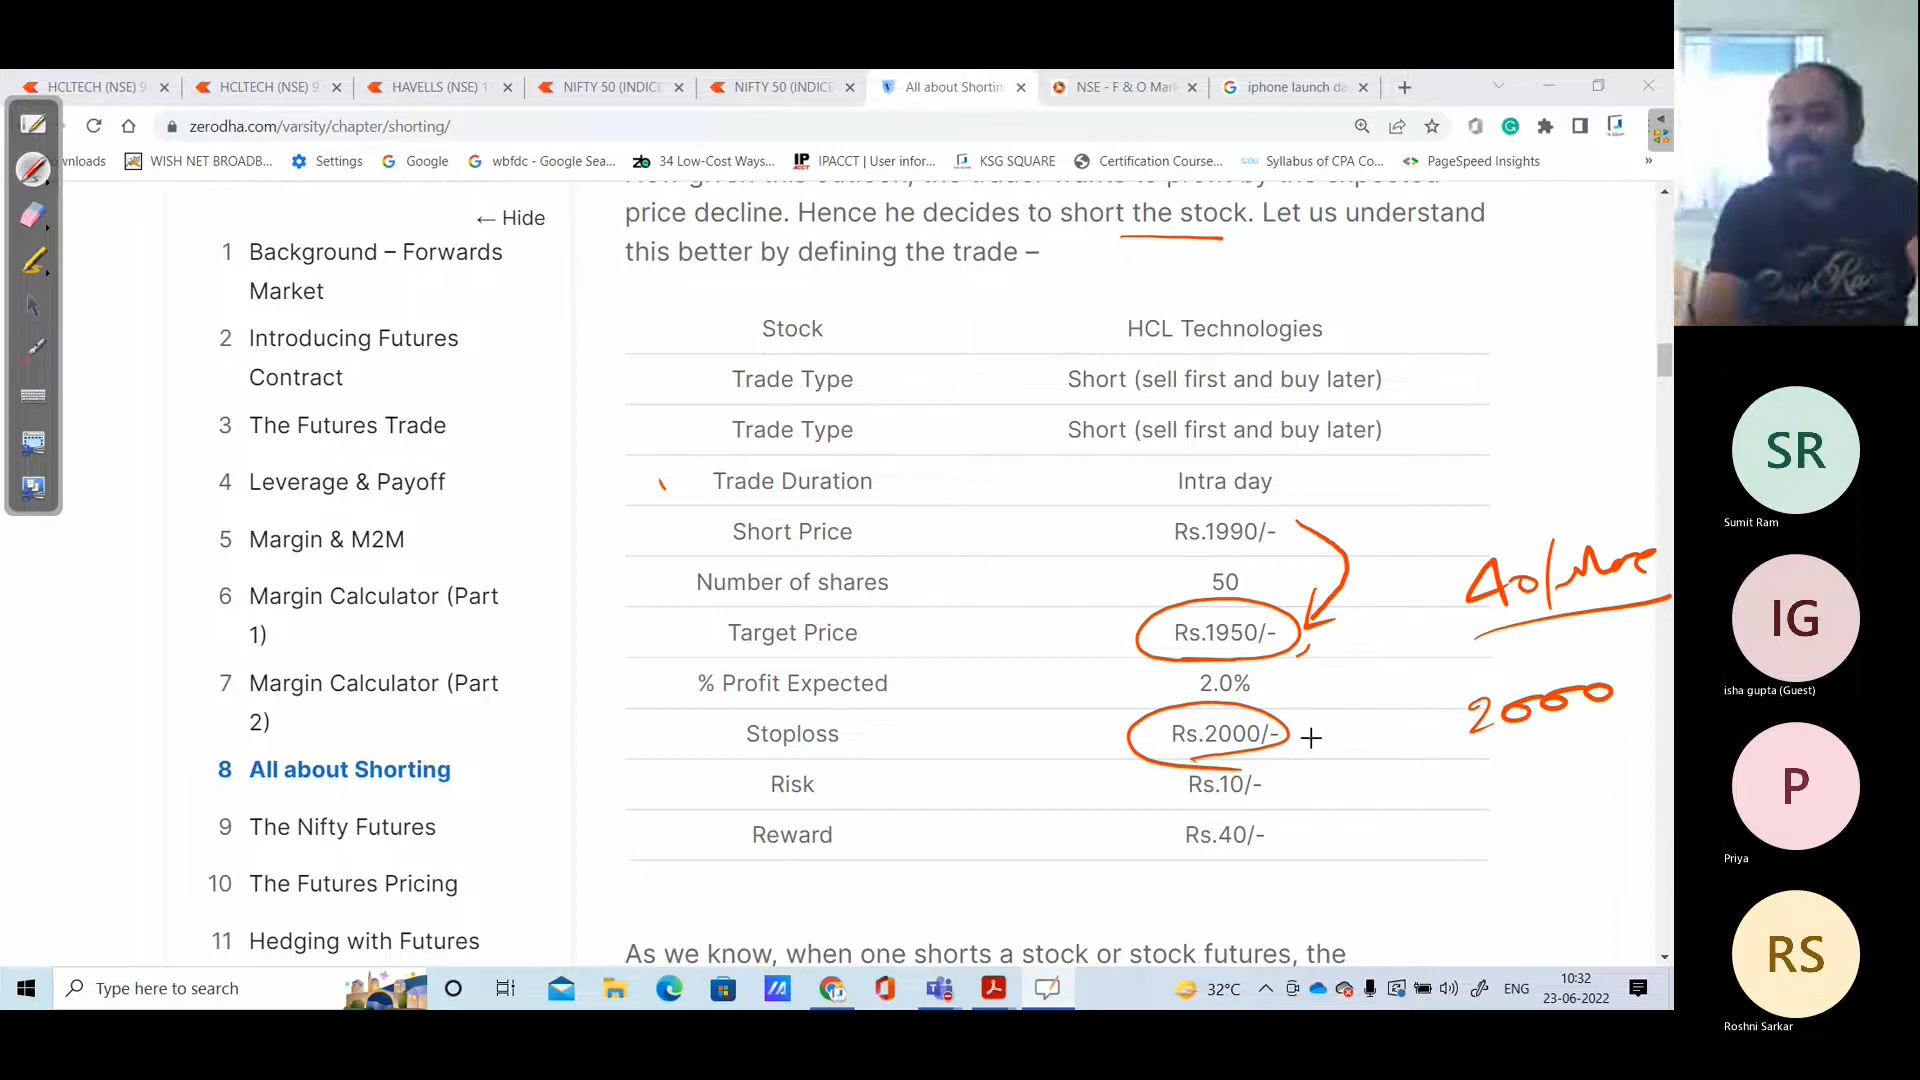 HCLTECH (NSE) 9
HCLTECH (NSE) 9
HAVELLS (NSE) 1
NIFTY 50 (INDICE
NIFTY 50 (INDICE
All about Shortin
NSE - F & O Mar
iphone launch da
zerodha.com/varsity/chapter/shorting/
wnloads
WISH NET BROADB...
Settings
Google
wbfdc - Google Sea...
34 Low-Cost Ways...
IPACCT | User infor...
KSG SQUARE
Certification Course...
Syllabus of CPA Co...
PageSpeed Insights
»
← Hide
1 Background – Forwards
Market
2 Introducing Futures
Contract
3 The Futures Trade
4 Leverage & Payoff
5 Margin & M2M
6 Margin Calculator (Part
1)
7 Margin Calculator (Part
2)
8 All about Shorting
9 The Nifty Futures
10 The Futures Pricing
11 Hedging with Futures
price decline. Hence he decides to short the stock. Let us understand
this better by defining the trade –
Stock HCL Technologies
Trade Type Short (sell first and buy later)
Trade Type Short (sell first and buy later)
Trade Duration Intra day
Short Price Rs.1990/-
Number of shares 50
Target Price Rs.1950/-
% Profit Expected 2.0%
Stoploss Rs.2000/-
Risk Rs.10/-
Reward Rs.40/-
40/
2000
As we know, when one shorts a stock or stock futures, the
SR
Sumit Ram
IG
isha gupta (Guest)
P
Priya
RS
Roshni Sarkar
Type here to search
32°C
ENG
10:32
23-06-2022